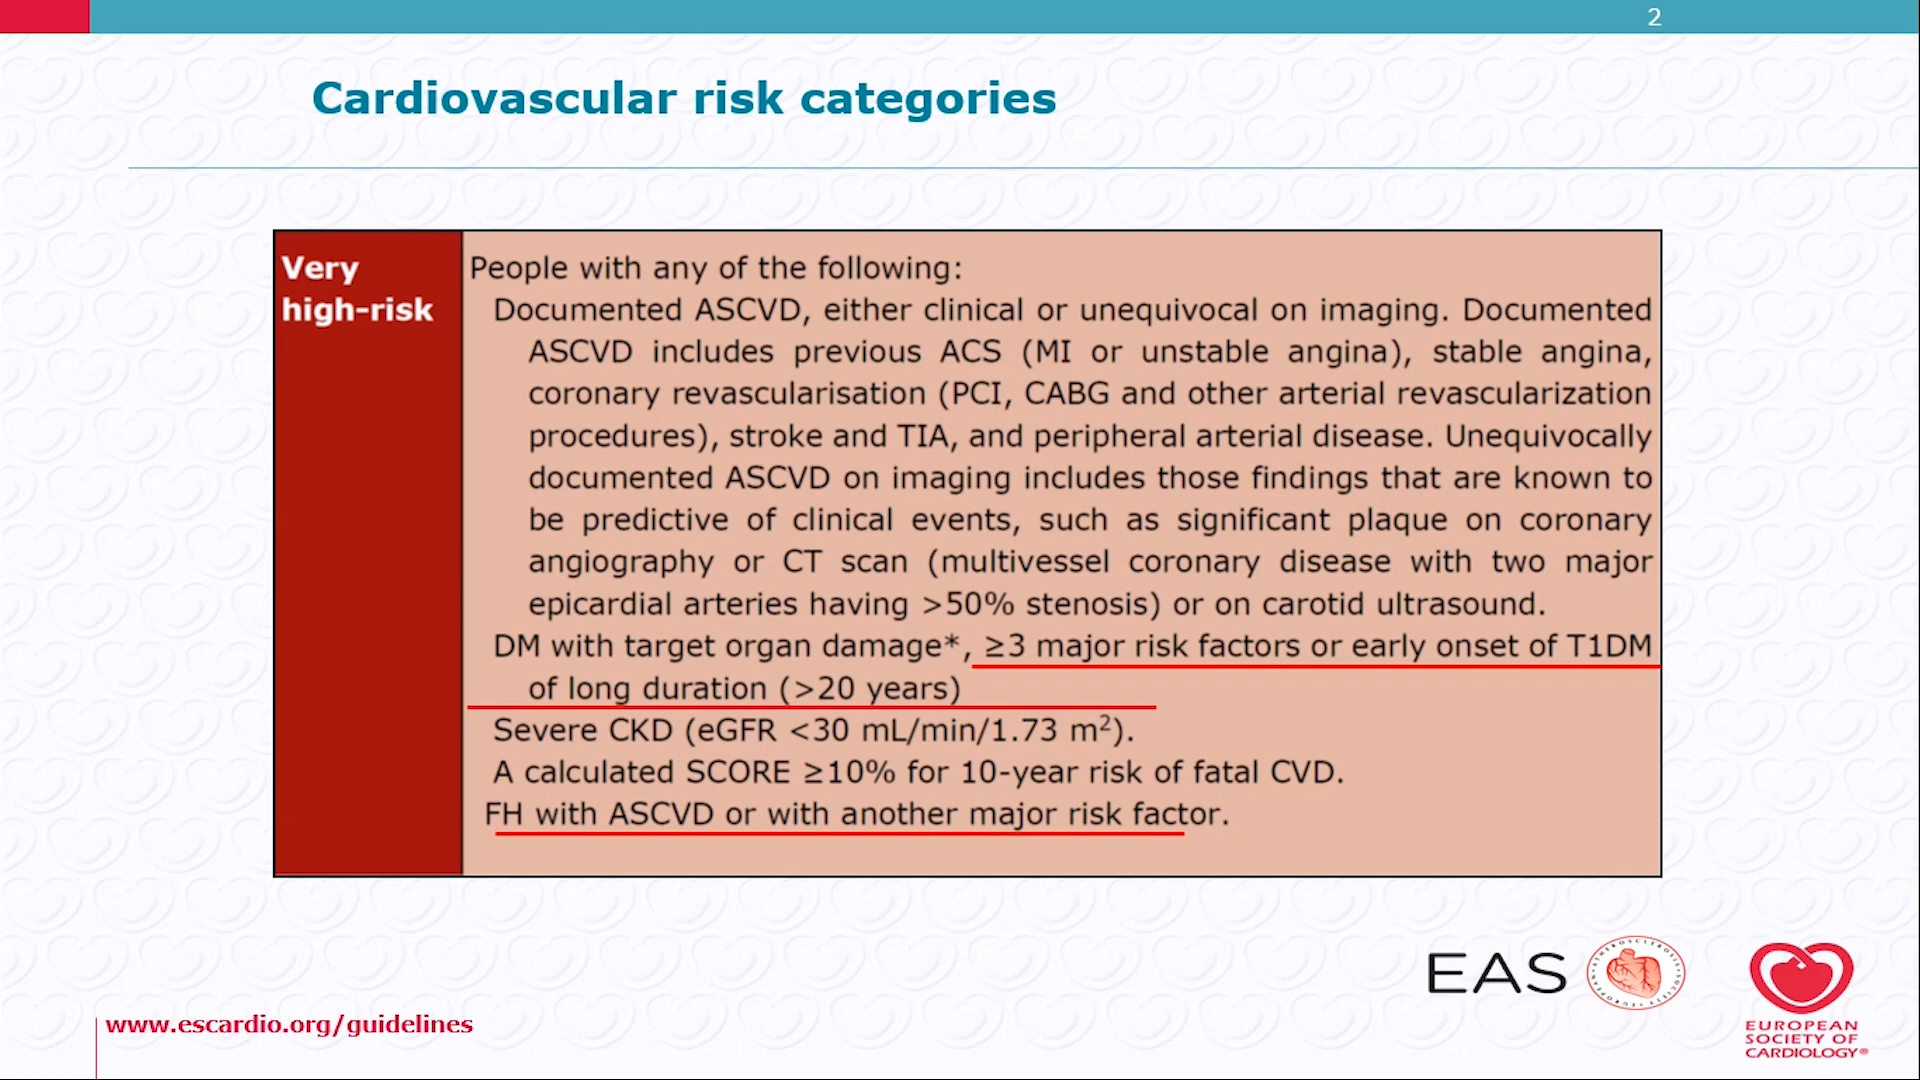 2
Cardiovascular risk categories
Very
high-risk
People with any of the following:
Documented ASCVD, either clinical or unequivocal on imaging. Documented
ASCVD includes previous ACS (MI or unstable angina), stable angina,
coronary revascularisation (PCI, CABG and other arterial revascularization
procedures), stroke and TIA, and peripheral arterial disease. Unequivocally
documented ASCVD on imaging includes those findings that are known to
be predictive of clinical events, such as significant plaque on coronary
angiography or CT scan (multivessel coronary disease with two major
epicardial arteries having >50% stenosis) or on carotid ultrasound.
DM with target organ damage*, ≥3 major risk factors or early onset of T1DM
of long duration (>20 years)
Severe CKD (eGFR <30 mL/min/1.73 m²).
A calculated SCORE ≥10% for 10-year risk of fatal CVD.
FH with ASCVD or with another major risk factor.
EAS
EUROPEAN ATHEROSCLEROSIS SOCIETY
www.escardio.org/guidelines
EUROPEAN
SOCIETY OF
CARDIOLOGY®